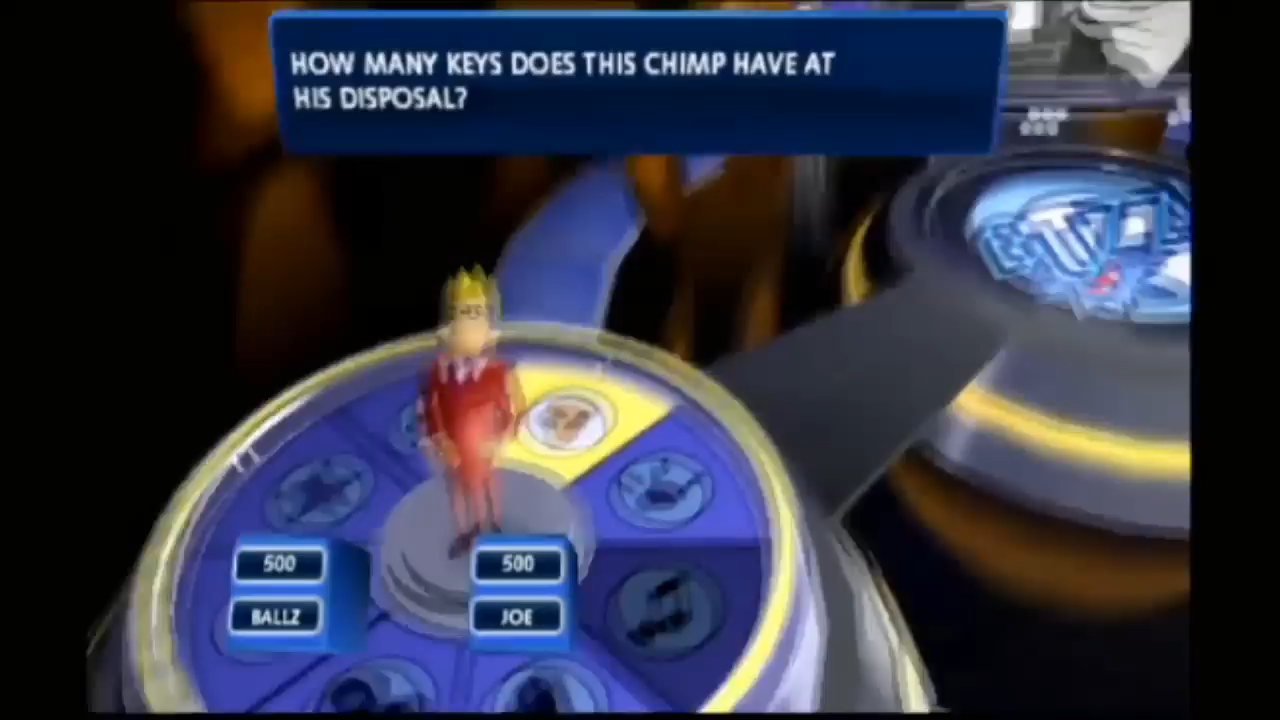 HOW MANY KEYS DOES THIS CHIMP HAVE AT
HIS DISPOSAL?
500
500
BALLZ
JOE